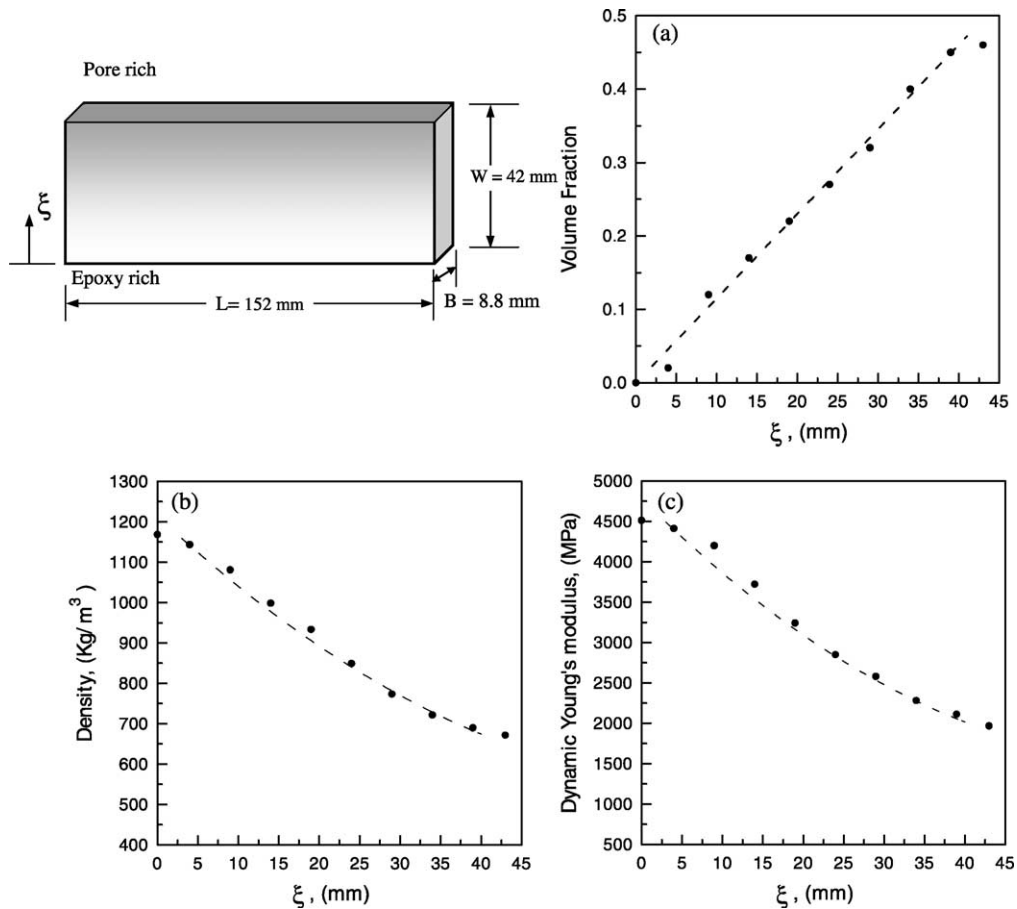 Pore rich
W = 42 mm
ξ
Epoxy rich
B = 8.8 mm
L= 152 mm
(a)
Volume Fraction
0.5
0.4
0.3
0.2
0.1
0.0
0 5 10 15 20 25 30 35 40 45
ξ , (mm)
(b)
Density, (Kg/m³ )
1300
1200
1100
1000
900
800
700
600
500
400
0 5 10 15 20 25 30 35 40 45
ξ , (mm)
(c)
Dynamic Young's modulus, (MPa)
5000
4500
4000
3500
3000
2500
2000
1500
1000
500
0 5 10 15 20 25 30 35 40 45
ξ , (mm)